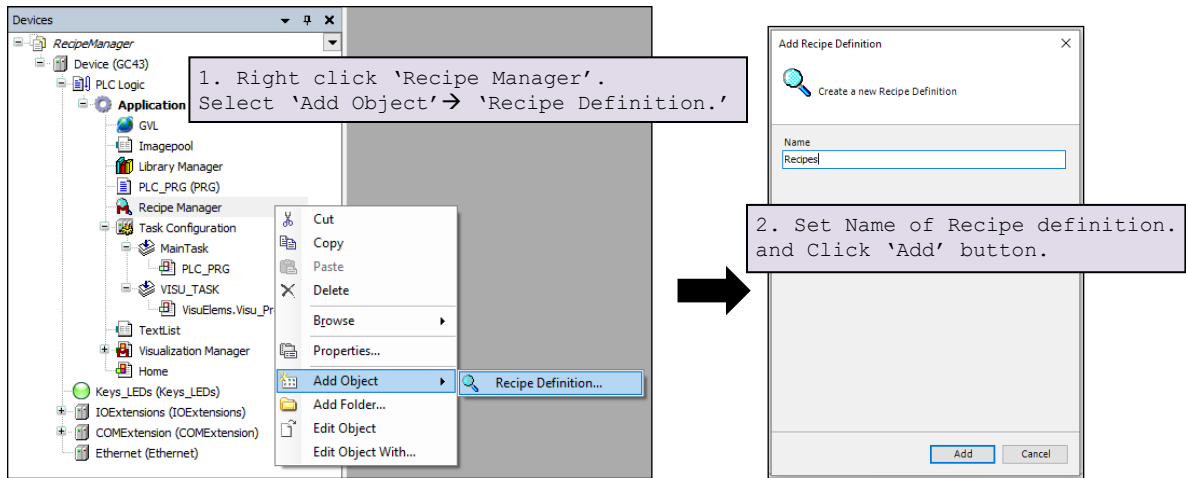 Devices
RecipeManager
Device (GC43)
PLC Logic
Application
GVL
Imagepool
Library Manager
PLC_PRG (PRG)
Recipe Manager
Task Configuration
MainTask
PLC_PRG
VISU_TASK
VisuElems.Visu_Pr
TextList
Visualization Manager
Home
Keys_LEDs (Keys_LEDs)
IOExtensions (IOExtensions)
COMExtension (COMExtension)
Ethernet (Ethernet)
1. Right click ‘Recipe Manager’.
Select ‘Add Object’→ ‘Recipe Definition.’
Cut
Copy
Paste
Delete
Browse
Properties...
Add Object
Add Folder...
Edit Object
Edit Object With...
Recipe Definition...
Add Recipe Definition
Create a new Recipe Definition
Name
Recipes
2. Set Name of Recipe definition.
and Click ‘Add’ button.
Add Cancel